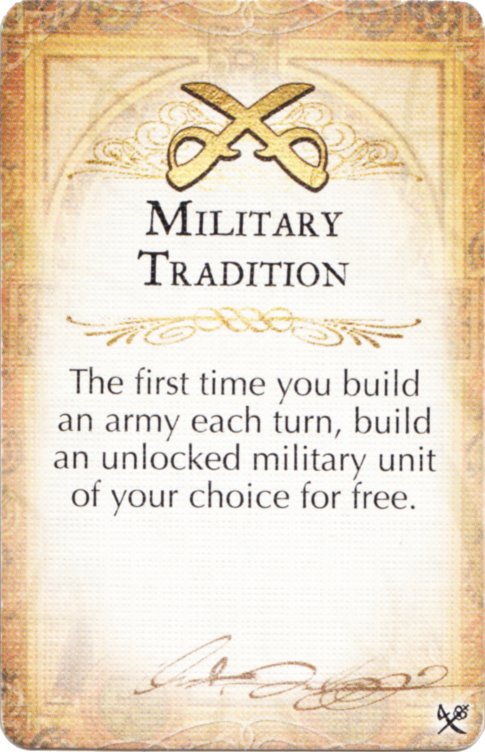 Military
Tradition
The first time you build
an army each turn, build
an unlocked military unit
of your choice for free.